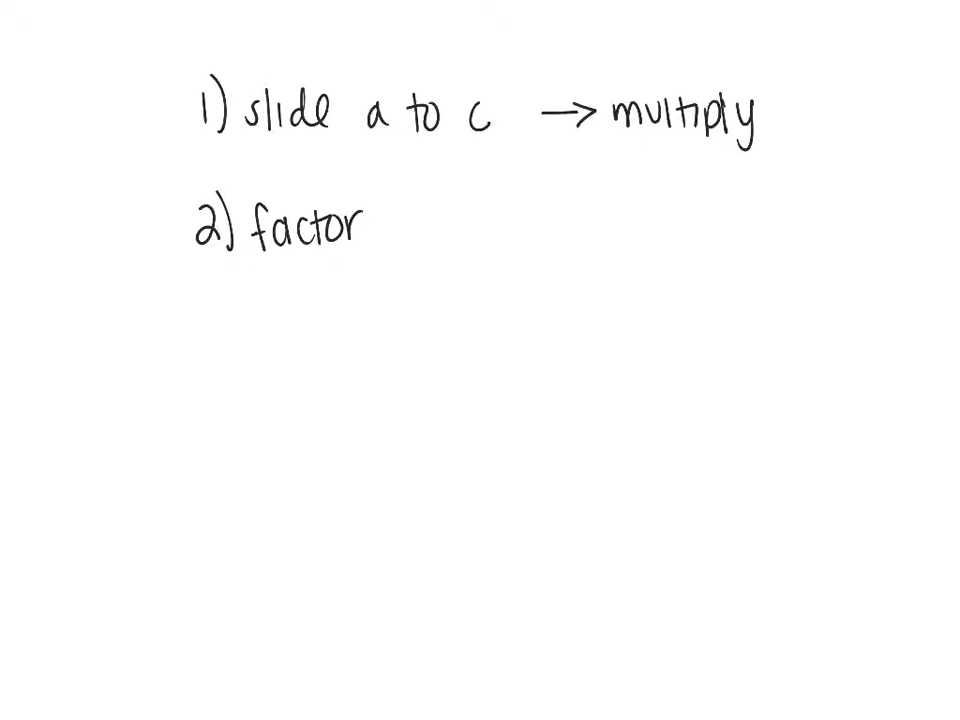 1) slide a to c → multiply
2) factor